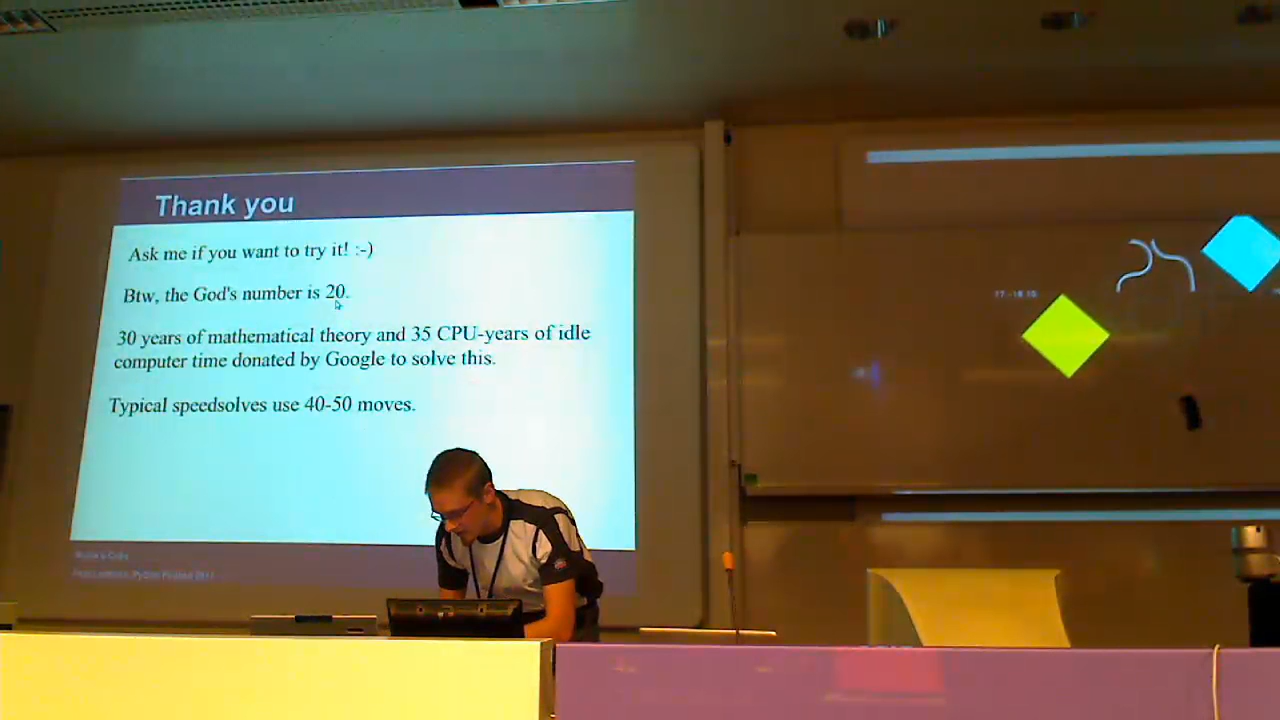 Thank you
Ask me if you want to try it! :-)
Btw, the God's number is 20.
30 years of mathematical theory and 35 CPU-years of idle
computer time donated by Google to solve this.
Typical speedsolves use 40-50 moves.
Rubik's Cube